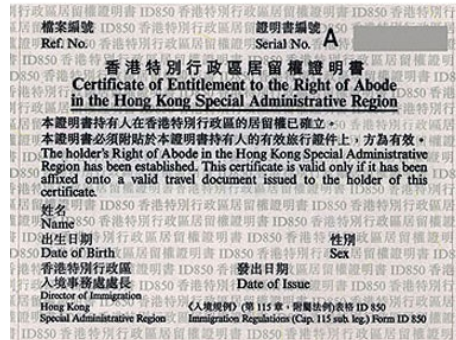 檔案編號 證明書編號
Ref. No. Serial No. A
香港特別行政區居留權證明書
Certificate of Entitlement to the Right of Abode
in the Hong Kong Special Administrative Region
本證明書持有人在香港特別行政區的居留權已確立。
本證明書必須附貼於本證明書持有人的有效旅行證件上，方為有效。
The holder's Right of Abode in the Hong Kong Special Administrative
Region has been established. This certificate is valid only if it has been
affixed onto a valid travel document issued to the holder of this
certificate.
姓名
Name
出生日期 性別
Date of Birth Sex
香港特別行政區 發出日期
入境事務處處長 Date of Issue
Director of Immigration
Hong Kong 《入境規例》(第 115 章，附屬法例)表格 ID 850
Special Administrative Region Immigration Regulations (Cap. 115 sub. leg.) Form ID 850